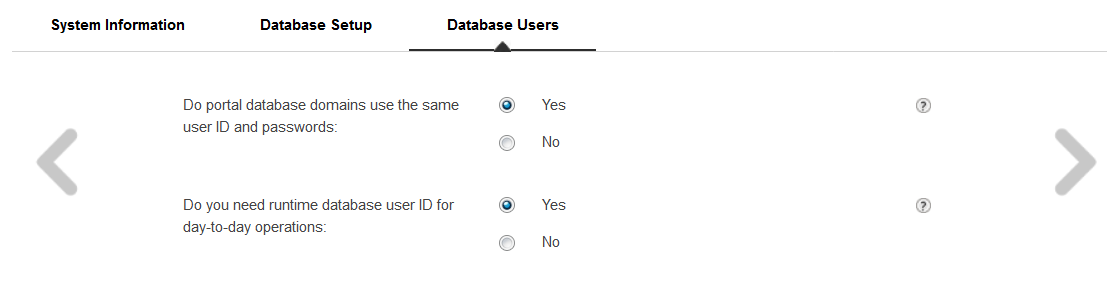 System Information Database Setup Database Users
Do portal database domains use the same
user ID and passwords:
Yes
?
No
Do you need runtime database user ID for
day-to-day operations:
Yes
?
No